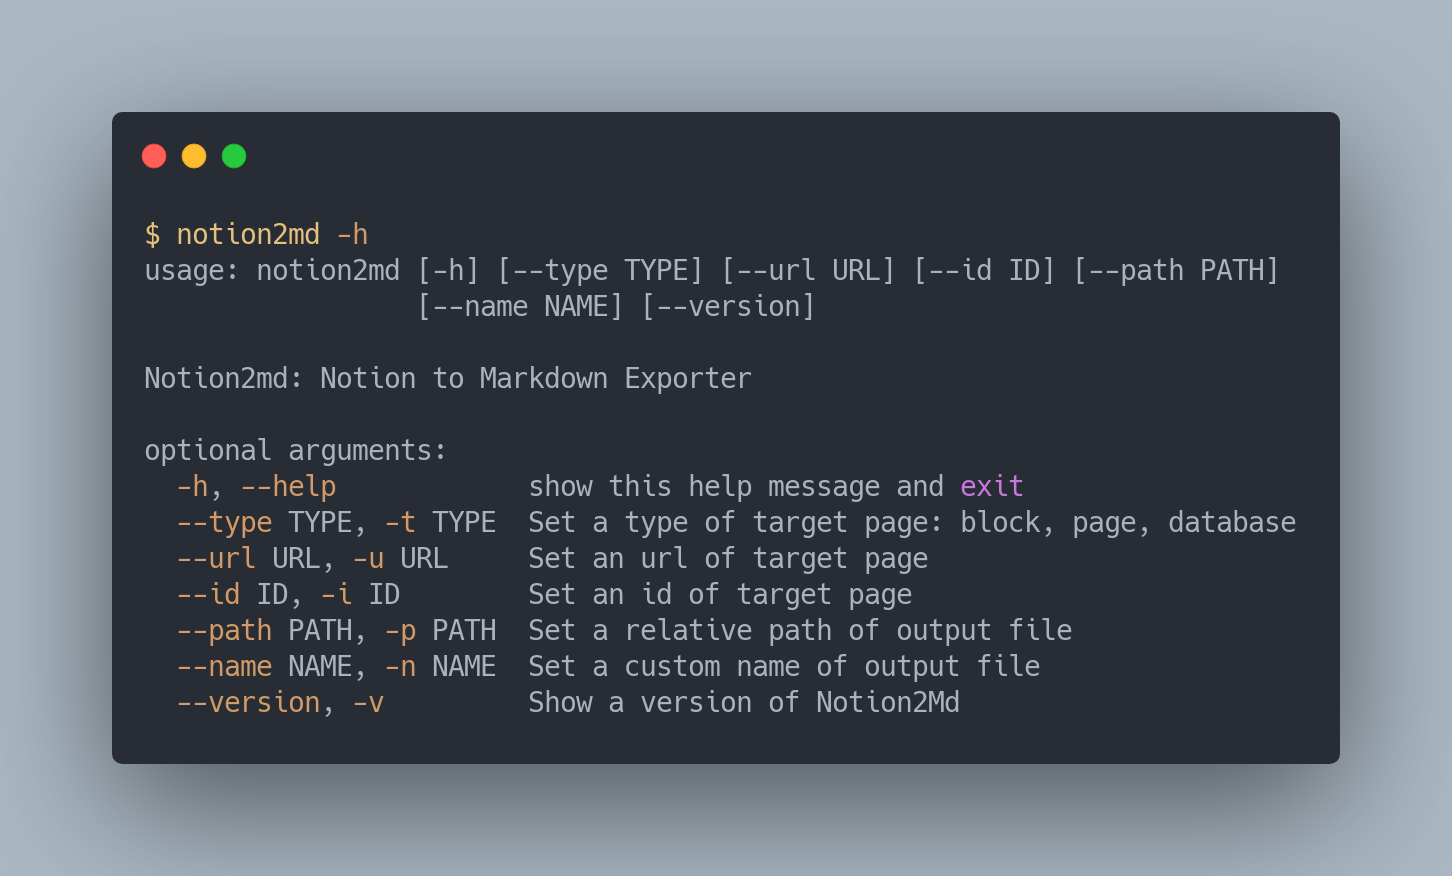 $ notion2md -h
usage: notion2md [-h] [--type TYPE] [--url URL] [--id ID] [--path PATH]
                 [--name NAME] [--version]

Notion2md: Notion to Markdown Exporter

optional arguments:
  -h, --help            show this help message and exit
  --type TYPE, -t TYPE  Set a type of target page: block, page, database
  --url URL, -u URL     Set an url of target page
  --id ID, -i ID        Set an id of target page
  --path PATH, -p PATH  Set a relative path of output file
  --name NAME, -n NAME  Set a custom name of output file
  --version, -v         Show a version of Notion2Md